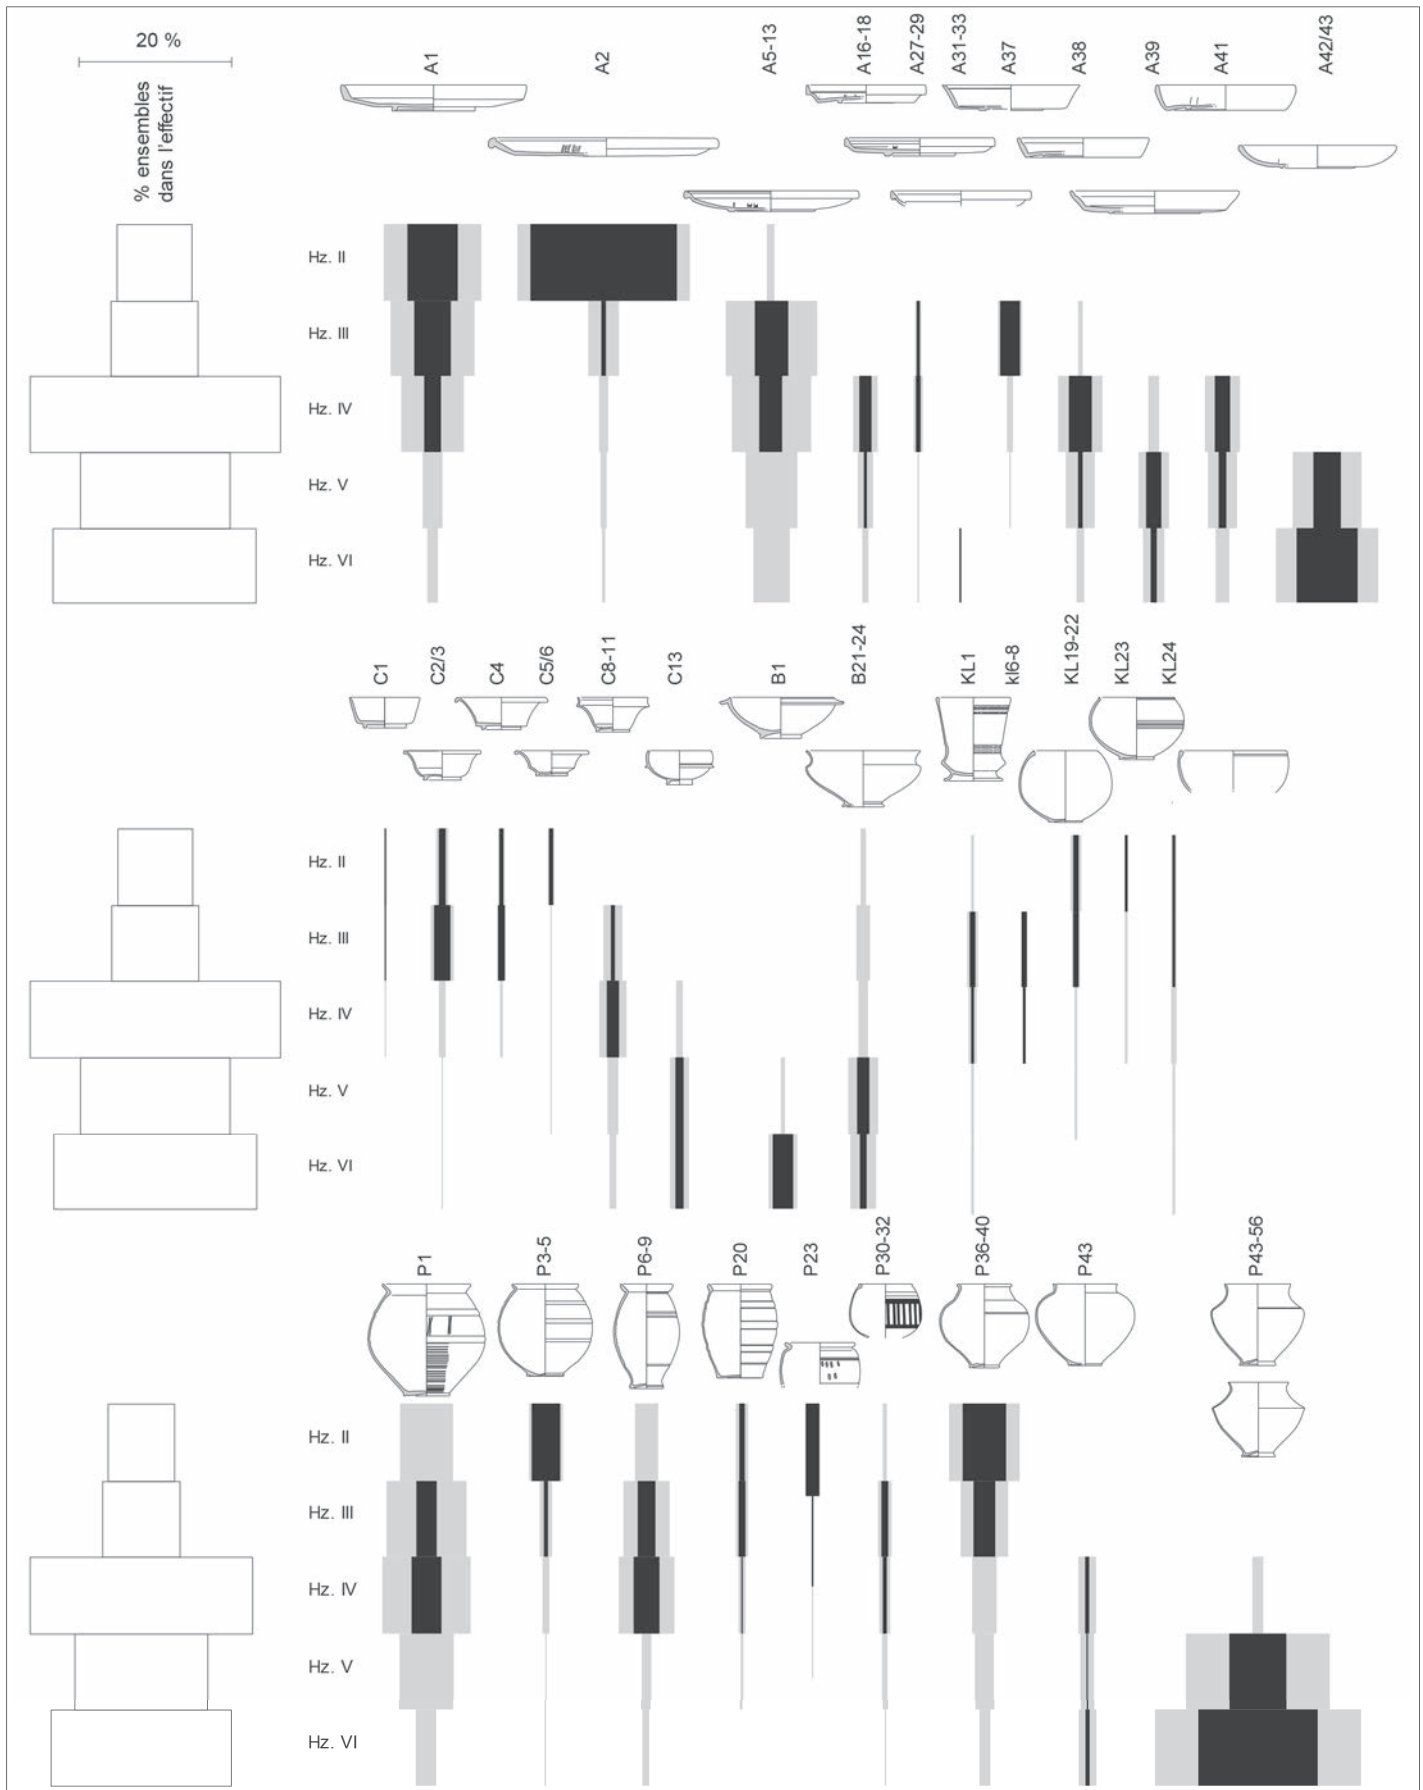 20 %
% ensembles
dans l'effectif
A1
A2
A5-13
A16-18
A27-29
A31-33
A37
A38
A39
A41
A42/43
Hz. II
Hz. III
Hz. IV
Hz. V
Hz. VI
C1
C2/3
C4
C5/6
C8-11
C13
B1
B21-24
KL1
kl6-8
KL19-22
KL23
KL24
Hz. II
Hz. III
Hz. IV
Hz. V
Hz. VI
P1
P3-5
P6-9
P20
P23
P30-32
P36-40
P43
P43-56
Hz. II
Hz. III
Hz. IV
Hz. V
Hz. VI